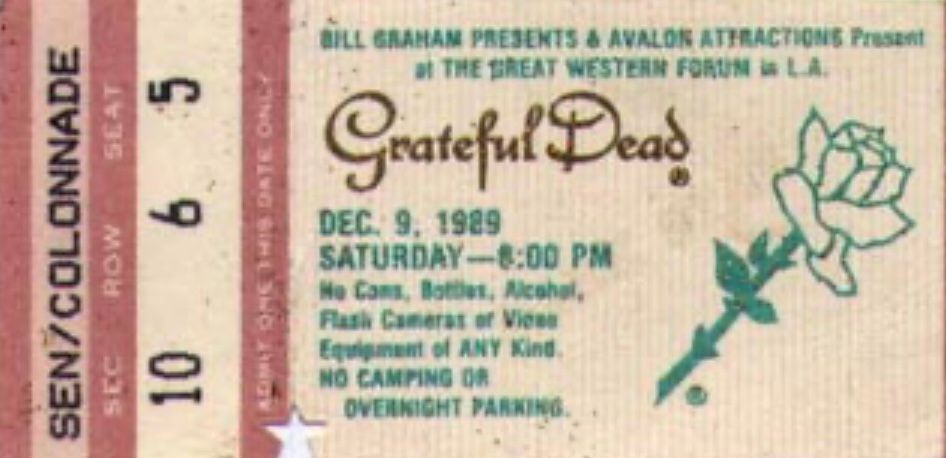 SEN/COLONNADE
SEC ROW SEAT
10 6 5
ADMIT ONE THIS DATE ONLY
BILL GRAHAM PRESENTS & AVALON ATTRACTIONS Present
at THE GREAT WESTERN FORUM in L.A.
Grateful Dead®
DEC. 9, 1989
SATURDAY—8:00 PM
No Cans, Bottles, Alcohol,
Flash Cameras or Video
Equipment of ANY Kind.
NO CAMPING OR
OVERNIGHT PARKING.
®